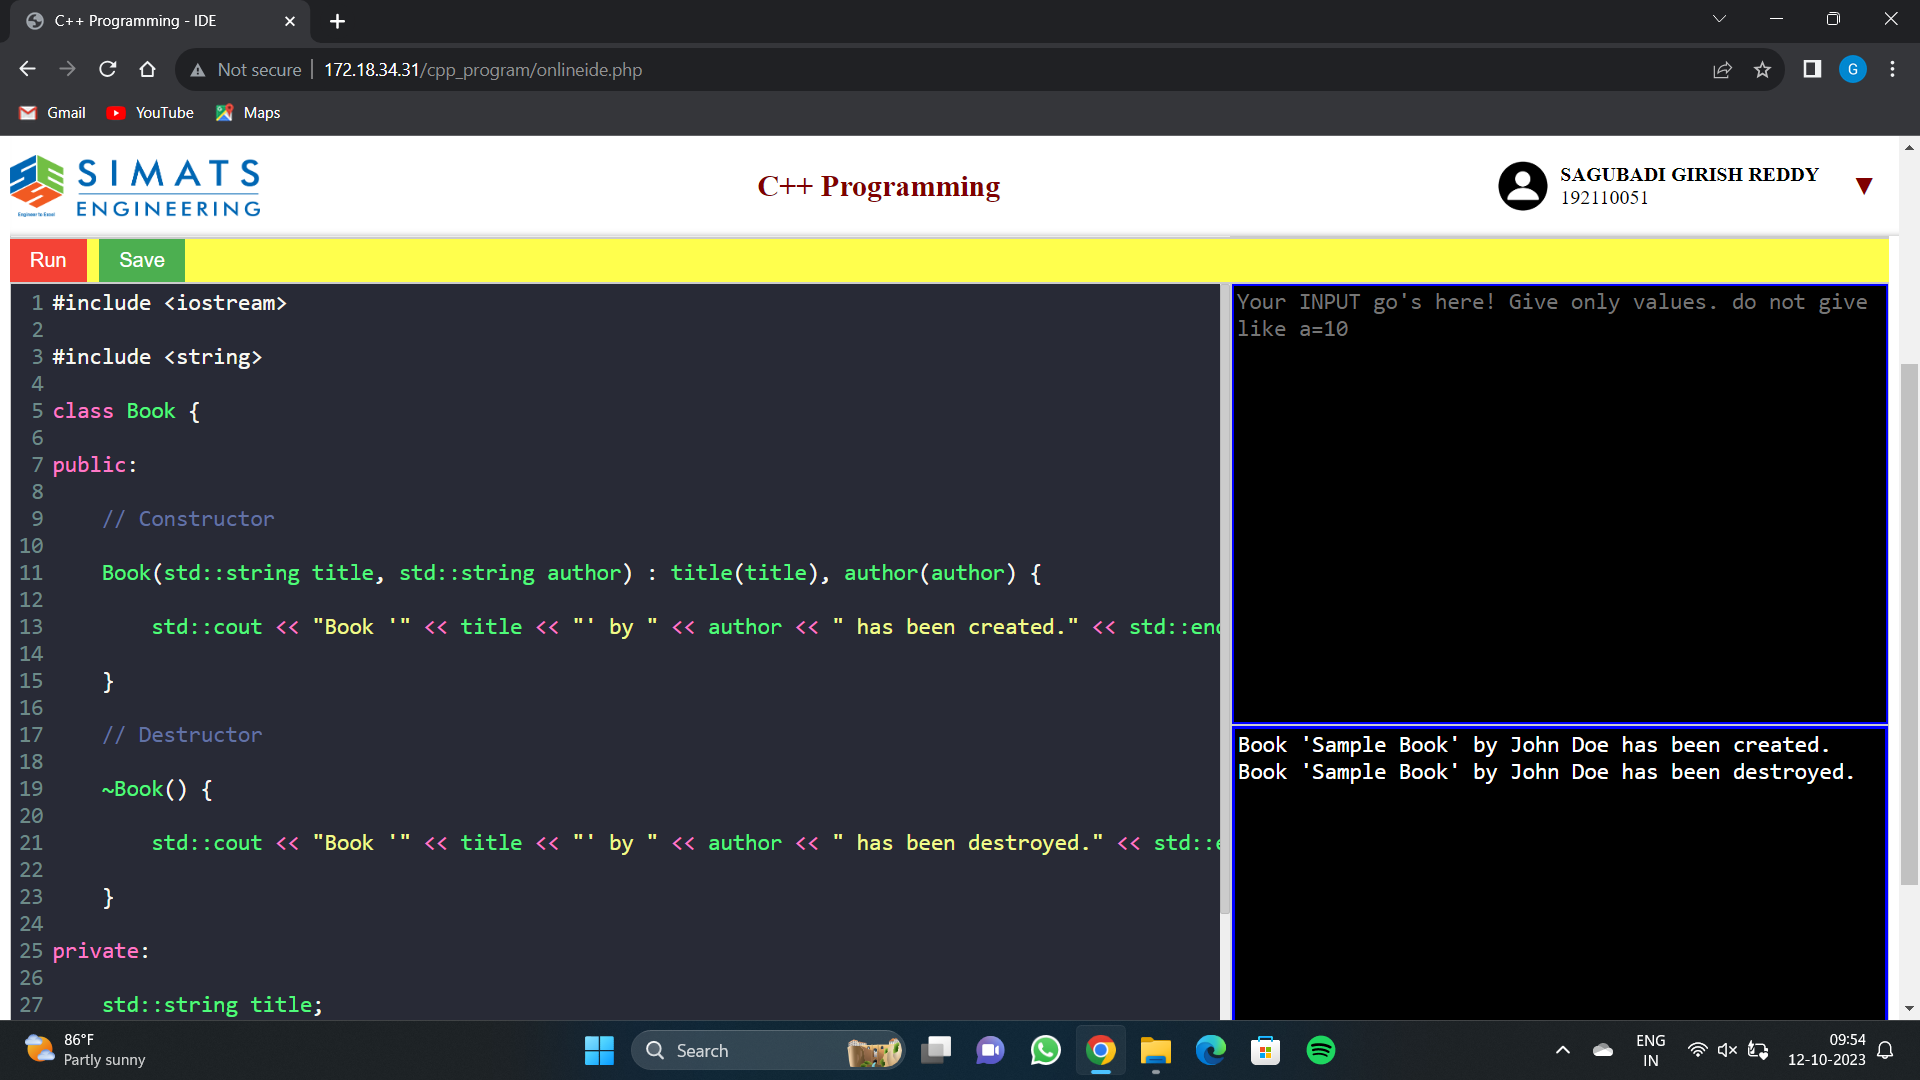 C++ Programming - IDE
Not secure 172.18.34.31/cpp_program/onlineide.php
G
Gmail YouTube Maps
SIMATS
ENGINEERING
Engineer to Excel
C++ Programming
SAGUBADI GIRISH REDDY
192110051
Run Save
1 #include <iostream>
2
3 #include <string>
4
5 class Book {
6
7 public:
8
9 // Constructor
10
11 Book(std::string title, std::string author) : title(title), author(author) {
12
13 std::cout << "Book '" << title << "' by " << author << " has been created." << std::end
14
15 }
16
17 // Destructor
18
19 ~Book() {
20
21 std::cout << "Book '" << title << "' by " << author << " has been destroyed." << std::e
22
23 }
24
25 private:
26
27 std::string title;
Your INPUT go's here! Give only values. do not give
like a=10
Book 'Sample Book' by John Doe has been created.
Book 'Sample Book' by John Doe has been destroyed.
86°F
Partly sunny
Search
ENG
IN
09:54
12-10-2023